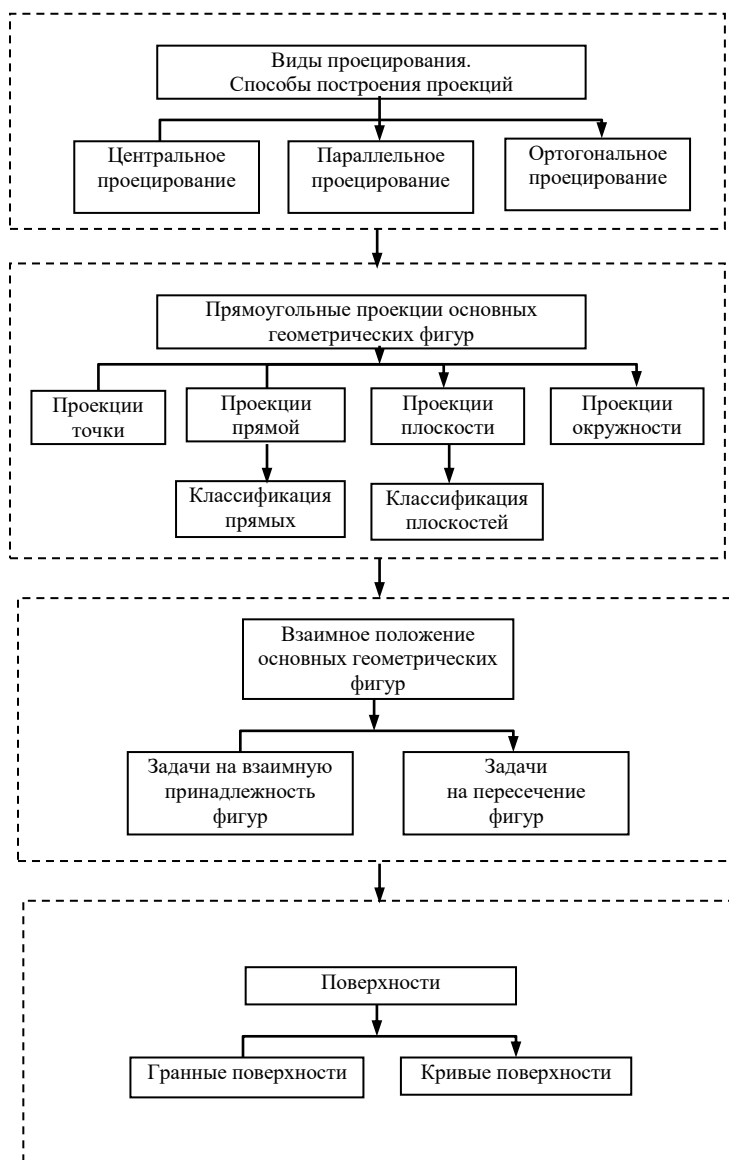 Виды проецирования.
Способы построения проекций
Центральное
проецирование
Параллельное
проецирование
Ортогональное
проецирование
Прямоугольные проекции основных
геометрических фигур
Проекции
точки
Проекции
прямой
Проекции
плоскости
Проекции
окружности
Классификация
прямых
Классификация
плоскостей
Взаимное положение
основных геометрических
фигур
Задачи на взаимную
принадлежность
фигур
Задачи
на пересечение
фигур
Поверхности
Гранные поверхности
Кривые поверхности